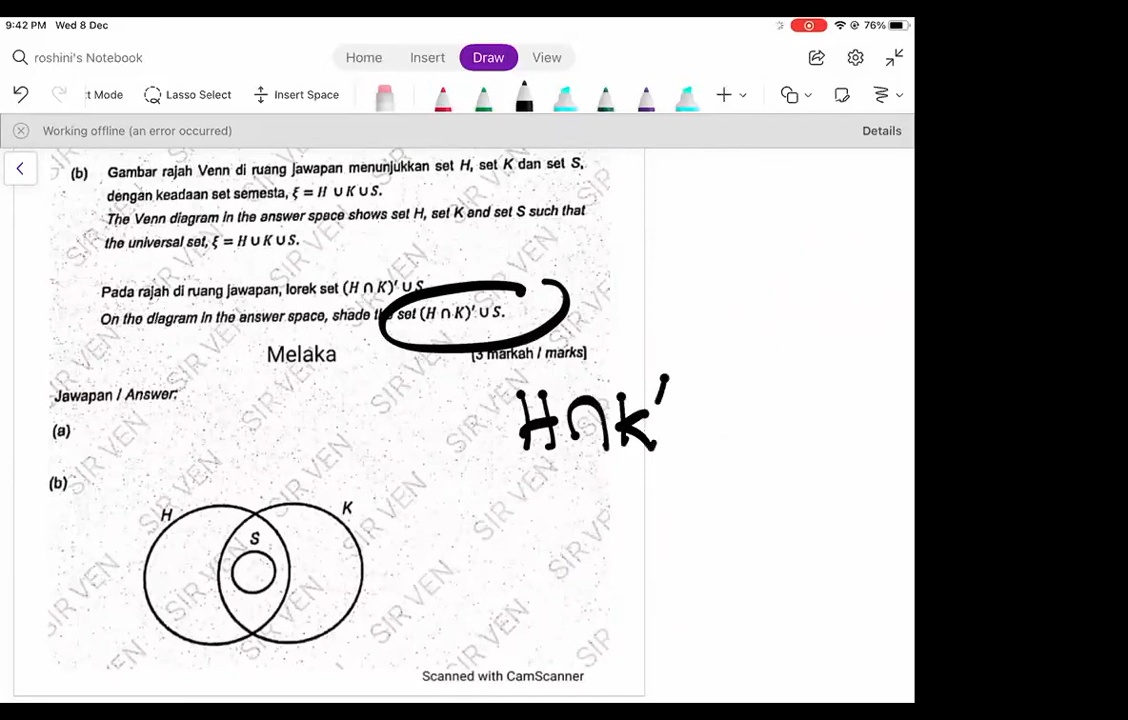 9:42 PM Wed 8 Dec
76%
roshini's Notebook
Home Insert Draw View
t Mode Lasso Select Insert Space
Working offline (an error occurred) Details
(b) Gambar rajah Venn di ruang jawapan menunjukkan set H, set K dan set S,
dengan keadaan set semesta, ξ = H ∪ K ∪ S.
The Venn diagram in the answer space shows set H, set K and set S such that
the universal set, ξ = H ∪ K ∪ S.
Pada rajah di ruang jawapan, lorek set (H ∩ K)' ∪ S
On the diagram in the answer space, shade set (H ∩ K)' ∪ S.
Melaka [3 markah / marks]
H∩K'
Jawapan / Answer:
(a)
(b)
H K
S
SIR VEN
Scanned with CamScanner